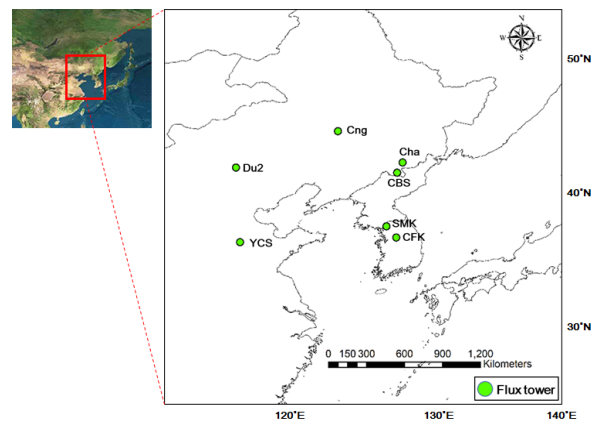 N
W E
S
50°N
Cng
Cha
Du2
CBS
40°N
SMK
CFK
YCS
30°N
0 150 300 600 900 1,200
Kilometers
Flux tower
120°E 130°E 140°E